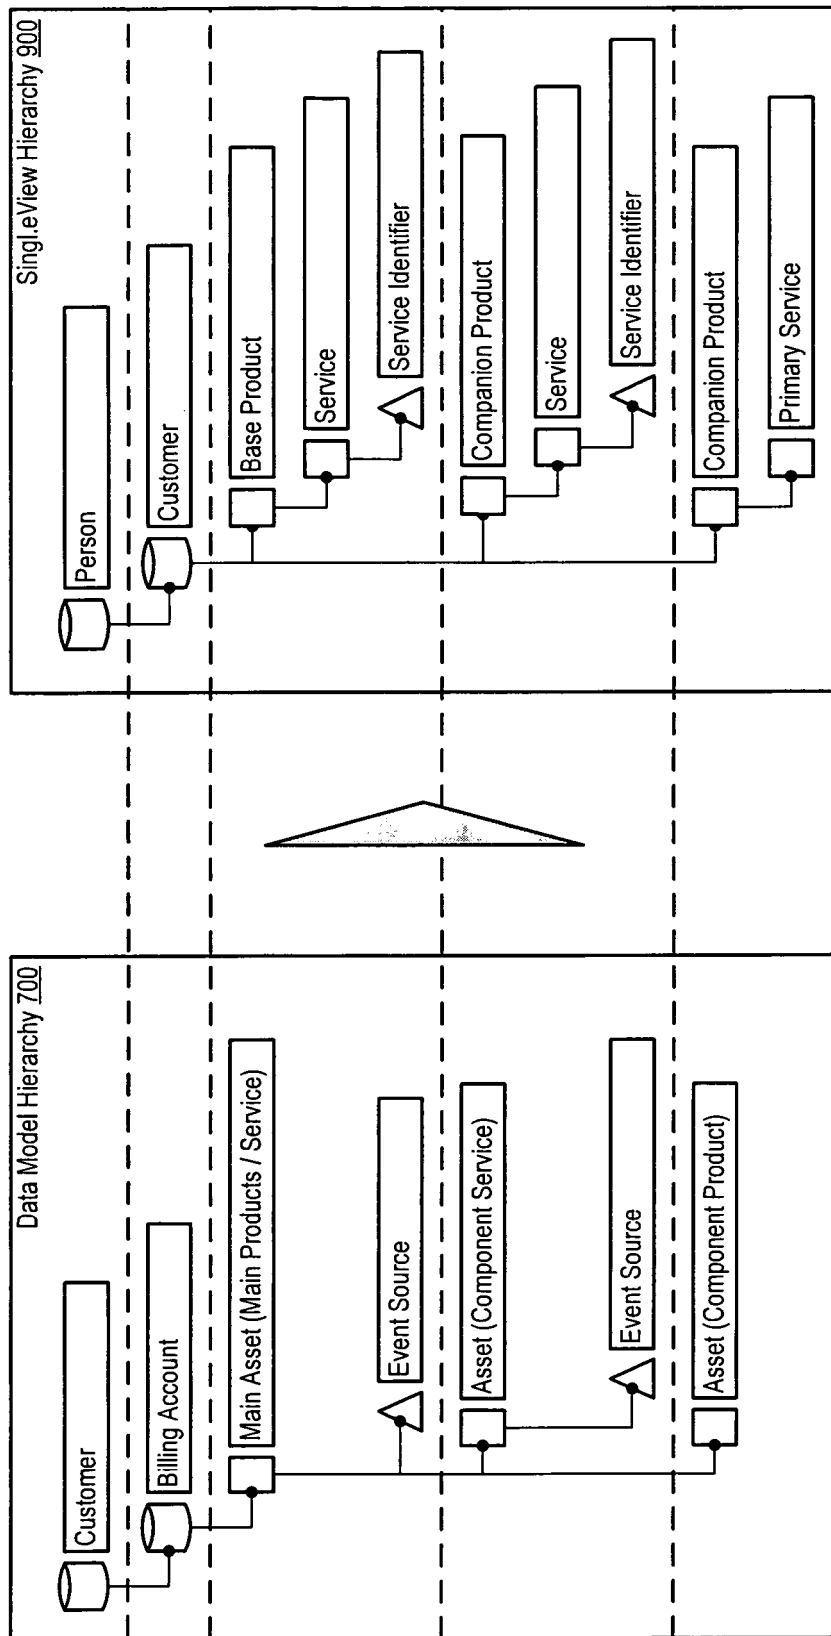 Data Model Hierarchy 700
Customer
Billing Account
Main Asset (Main Products / Service)
Event Source
Asset (Component Service)
Event Source
Asset (Component Product)
Singl.eView Hierarchy 900
Person
Customer
Base Product
Service
Service Identifier
Companion Product
Service
Service Identifier
Companion Product
Primary Service